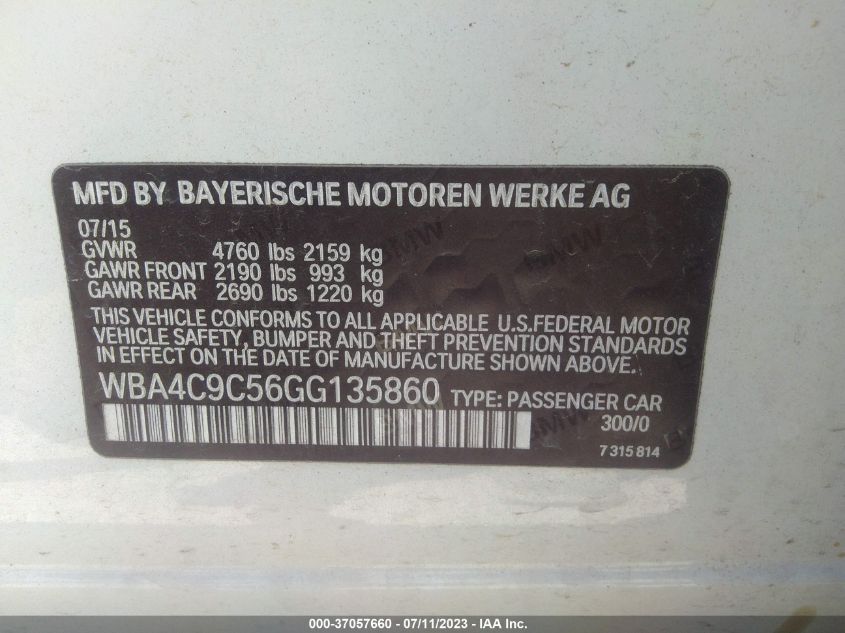 MFD BY BAYERISCHE MOTOREN WERKE AG
07/15
GVWR 4760 lbs 2159 kg
GAWR FRONT 2190 lbs 993 kg
GAWR REAR 2690 lbs 1220 kg
THIS VEHICLE CONFORMS TO ALL APPLICABLE U.S.FEDERAL MOTOR
VEHICLE SAFETY, BUMPER AND THEFT PREVENTION STANDARDS
IN EFFECT ON THE DATE OF MANUFACTURE SHOWN ABOVE.
WBA4C9C56GG135860 TYPE: PASSENGER CAR
300/0
7 315 814
000-37057660 - 07/11/2023 - IAA Inc.